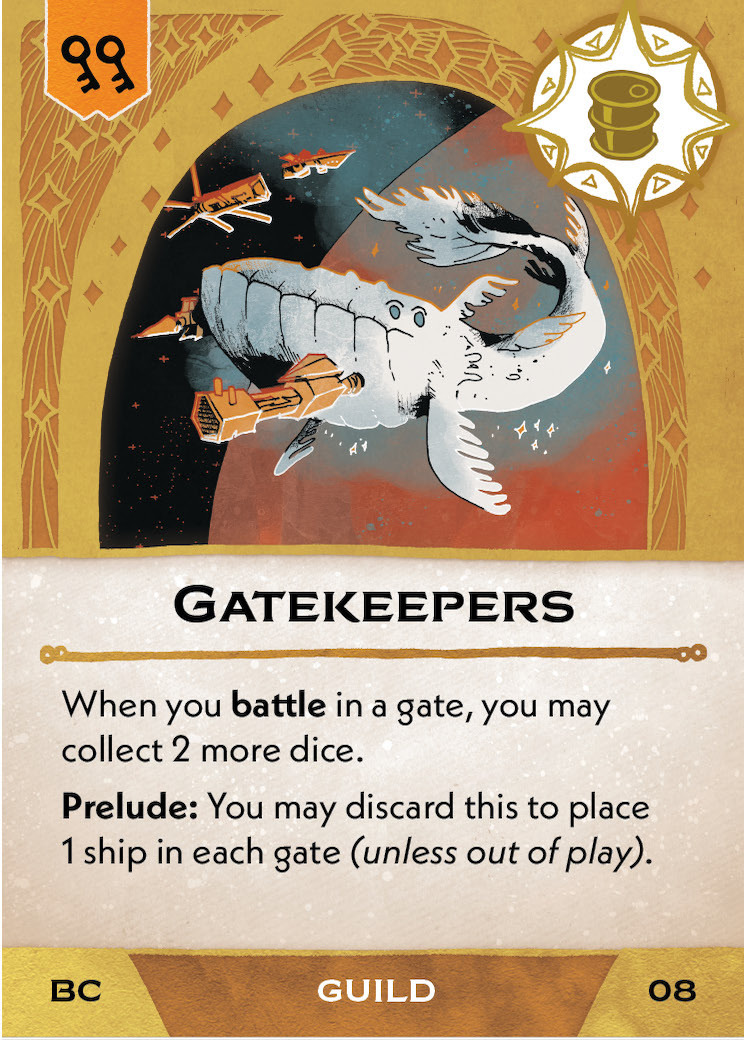 GATEKEEPERS
When you battle in a gate, you may
collect 2 more dice.
Prelude: You may discard this to place
1 ship in each gate (unless out of play).
BC GUILD 08